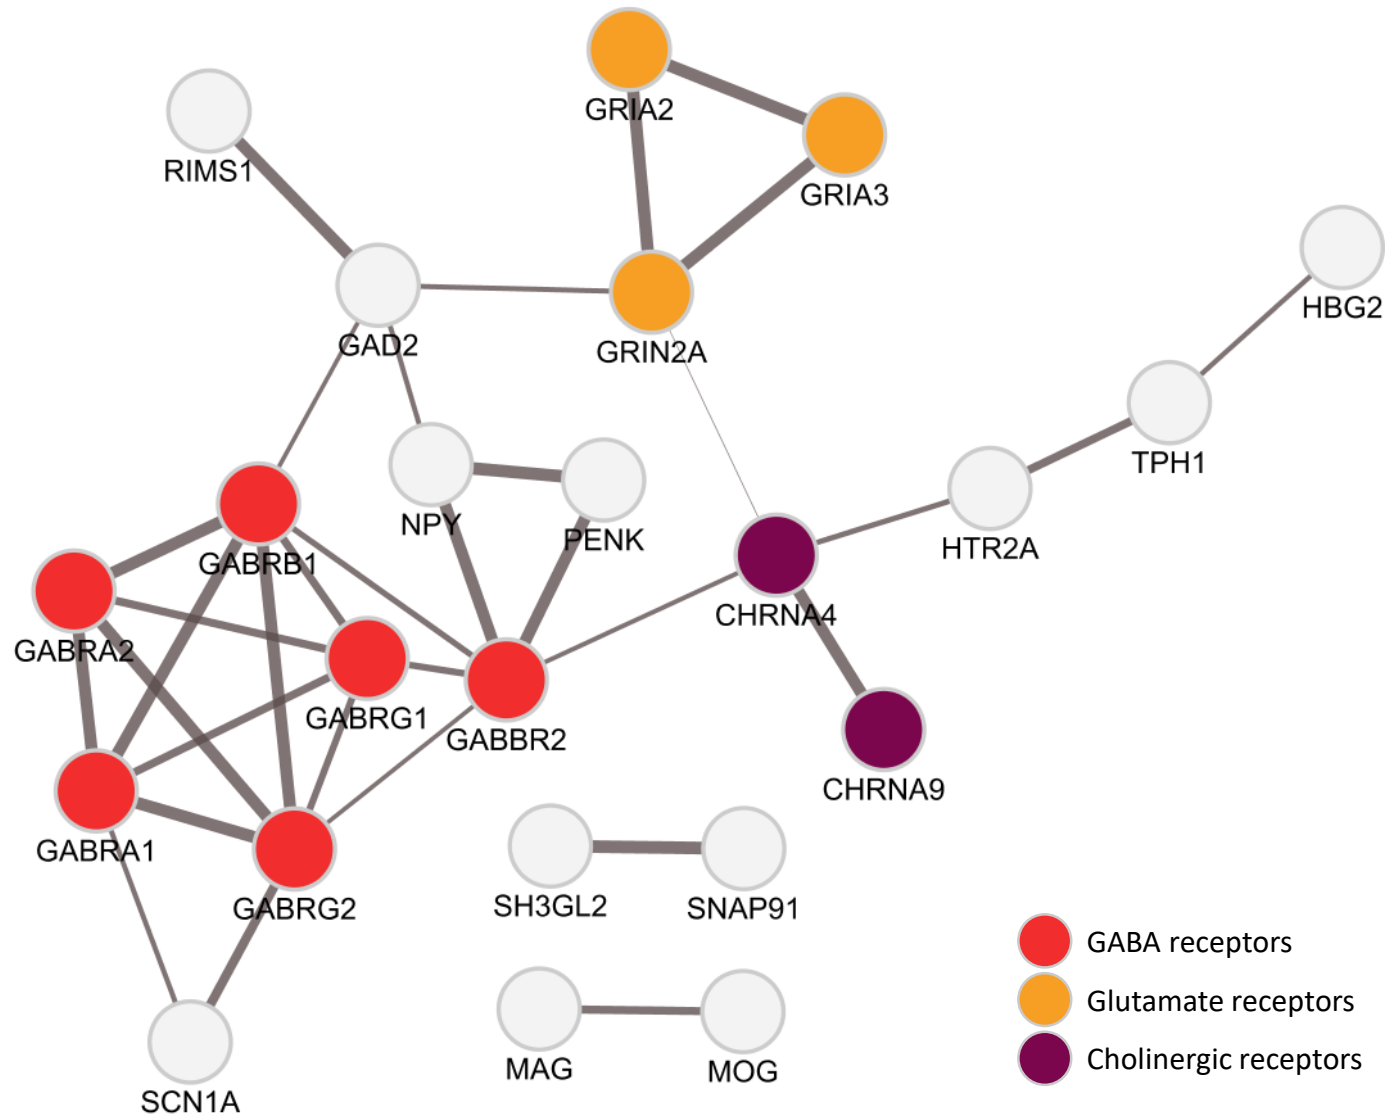 GRIA2
RIMS1
GRIA3
HBG2
GAD2
GRIN2A
TPH1
NPY
PENK
HTR2A
GABRB1
CHRNA4
GABRA2
GABRG1
GABBR2
CHRNA9
GABRA1
GABRG2
SH3GL2
SNAP91
GABA receptors
Glutamate receptors
Cholinergic receptors
MAG
MOG
SCN1A